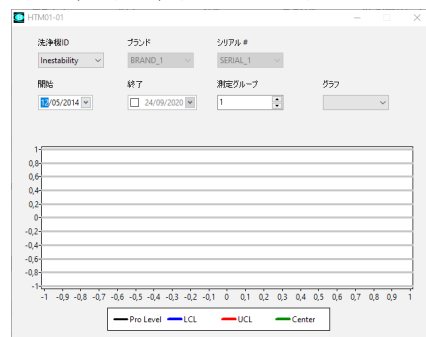 HTM01-01
洗浄機ID ブランド シリアル #
Inestability BRAND_1 SERIAL_1
開始 終了 測定グループ グラフ
12/05/2014 24/09/2020 1
1
0,8
0,6
0,4
0,2
0
-0,2
-0,4
-0,6
-0,8
-1
-1 -0,9 -0,8 -0,7 -0,6 -0,5 -0,4 -0,3 -0,2 -0,1 0 0,1 0,2 0,3 0,4 0,5 0,6 0,7 0,8 0,9 1
Pro Level LCL UCL Center